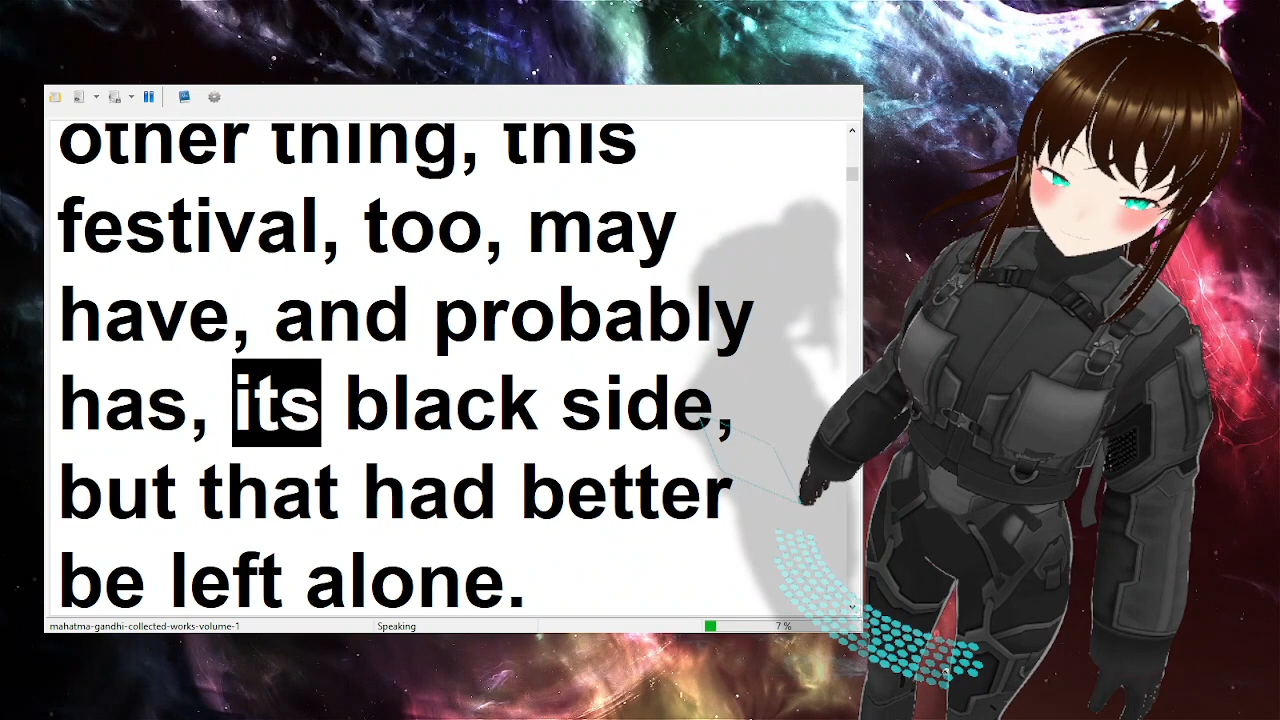 other thing, this
festival, too, may
have, and probably
has, its black side,
but that had better
be left alone.
mahatma-gandhi-collected-works-volume-1
Speaking
7 %